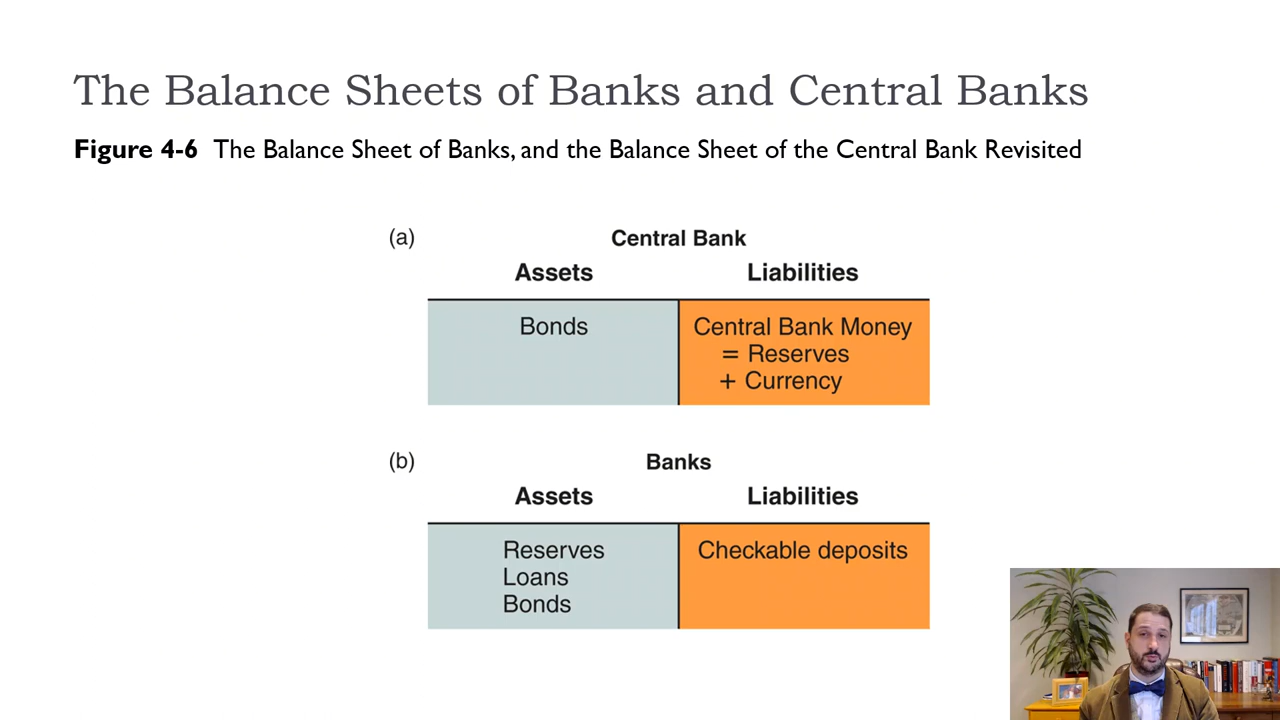 The Balance Sheets of Banks and Central Banks
Figure 4-6 The Balance Sheet of Banks, and the Balance Sheet of the Central Bank Revisited
(a)
Central Bank
Assets
Liabilities
Bonds
Central Bank Money
= Reserves
+ Currency
(b)
Banks
Assets
Liabilities
Reserves
Loans
Bonds
Checkable deposits